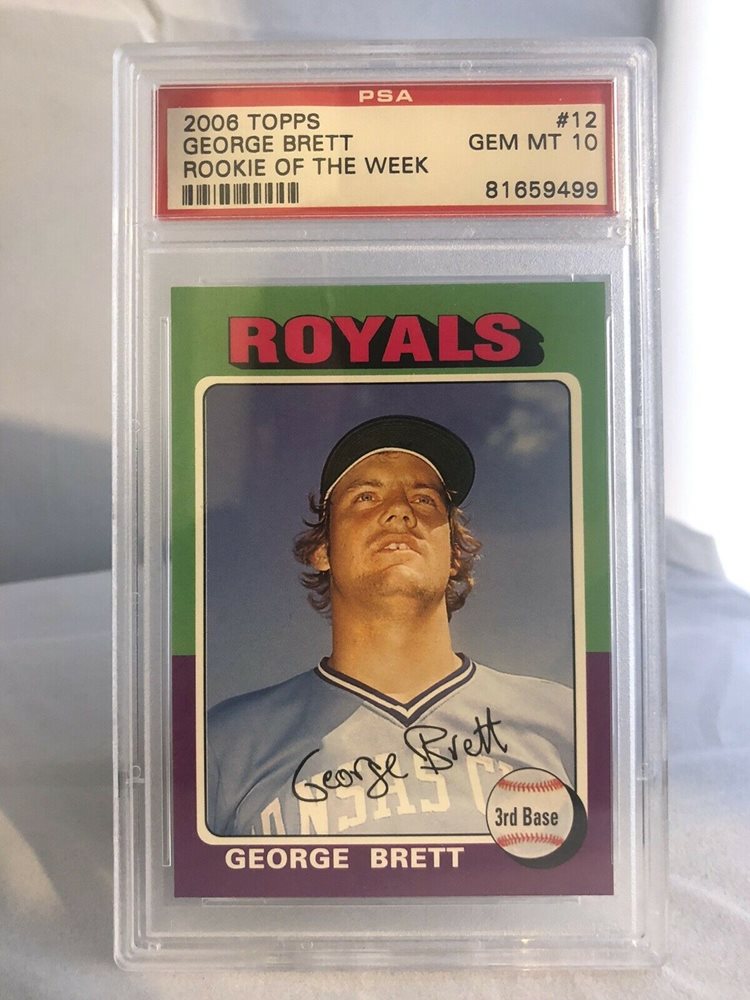 PSA
2006 TOPPS #12
GEORGE BRETT GEM MT 10
ROOKIE OF THE WEEK
81659499
ROYALS
George Brett
NSAS C
3rd Base
GEORGE BRETT